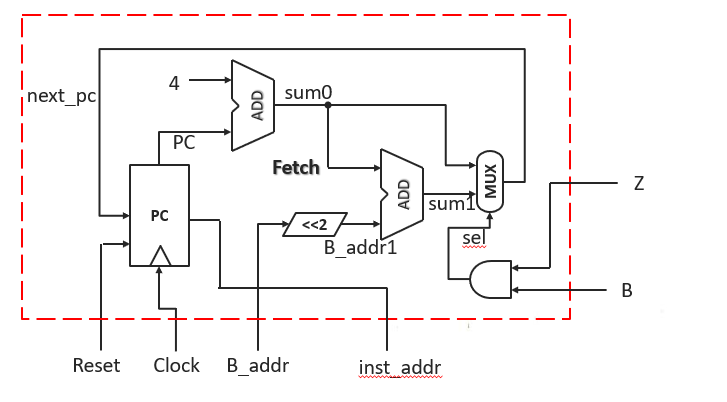 4
sum0
next_pc
ADD
PC
Fetch
MUX
ADD
sum1
Z
PC
<<2
sel
B_addr1
B
Reset
Clock
B_addr
inst_addr